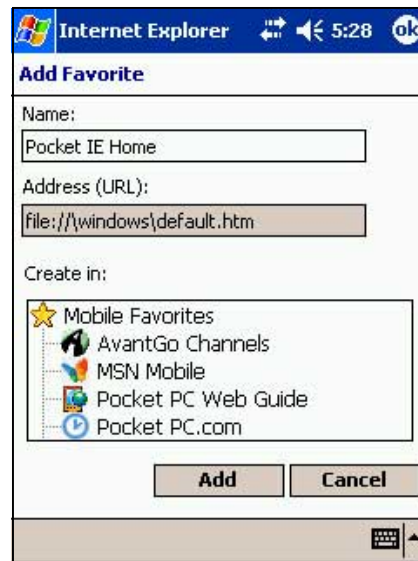 Internet Explorer 5:28 ok
Add Favorite
Name:
Pocket IE Home
Address (URL):
file://\windows\default.htm
Create in:
Mobile Favorites
AvantGo Channels
MSN Mobile
Pocket PC Web Guide
Pocket PC.com
Add Cancel